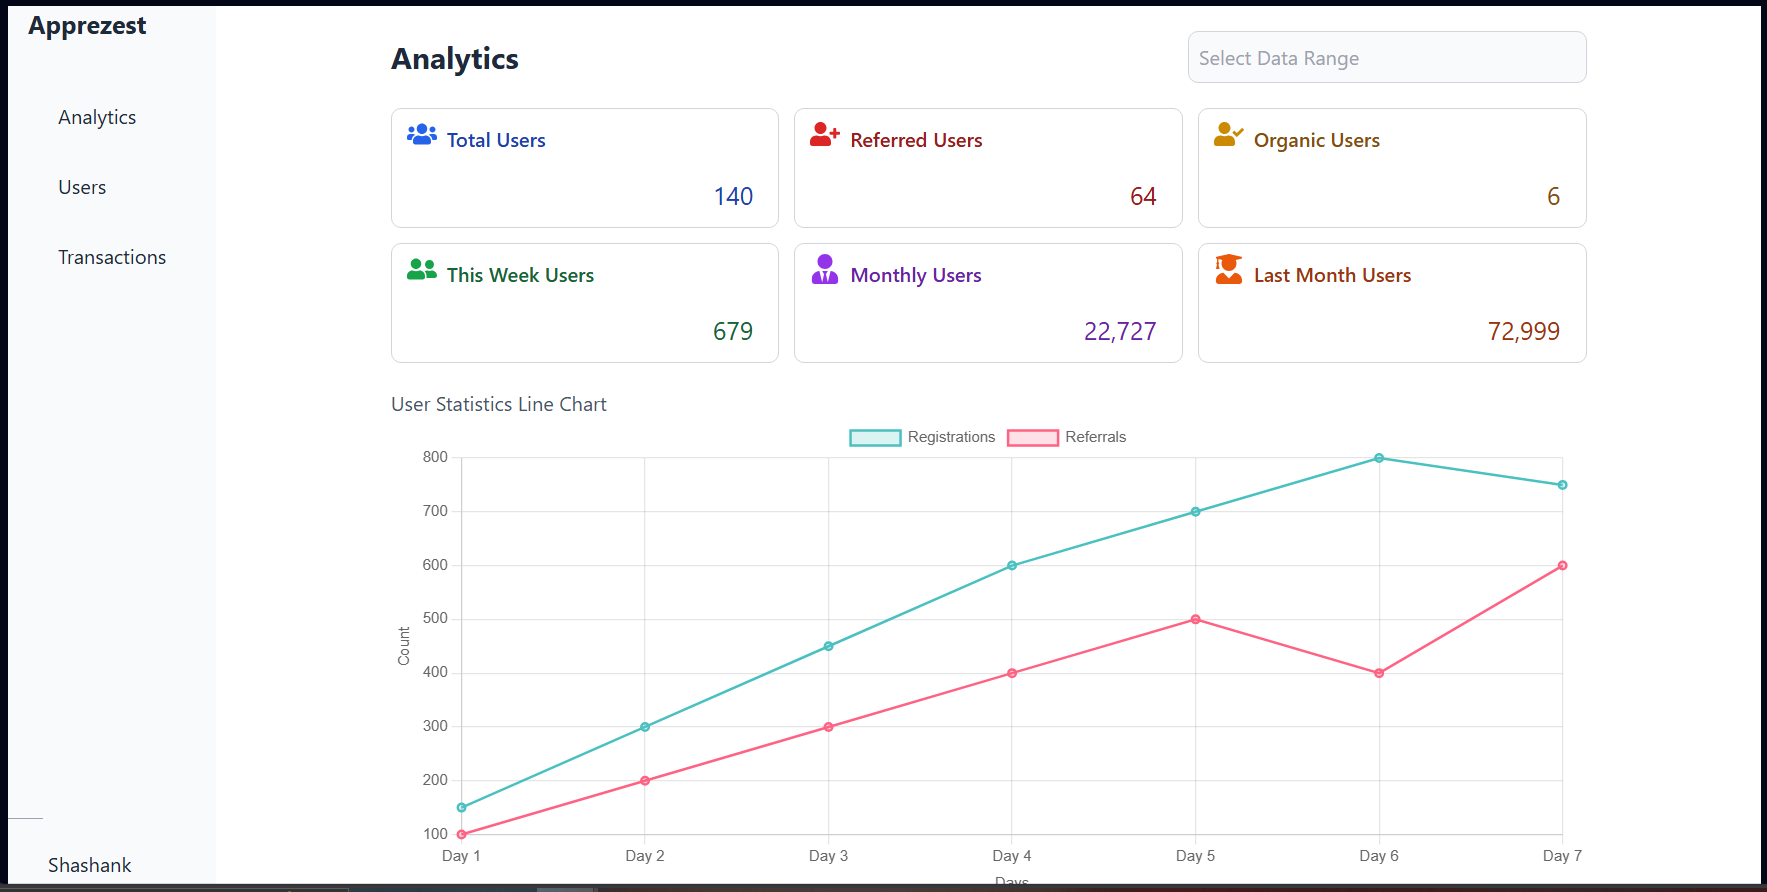 Apprezest
Analytics
Users
Transactions
Shashank
Analytics
Select Data Range
Total Users
140
Referred Users
64
Organic Users
6
This Week Users
679
Monthly Users
22,727
Last Month Users
72,999
User Statistics Line Chart
Registrations Referrals
800
700
600
500
400
300
200
100
Count
Day 1 Day 2 Day 3 Day 4 Day 5 Day 6 Day 7
Days